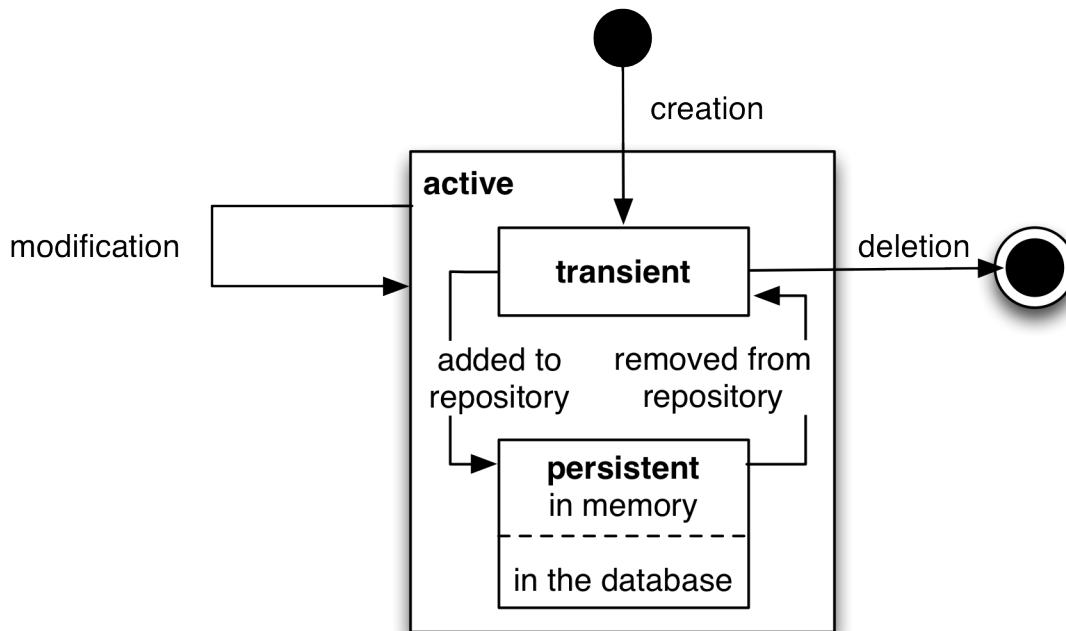 creation
active
modification
transient
deletion
added to
repository
removed from
repository
persistent
in memory
in the database